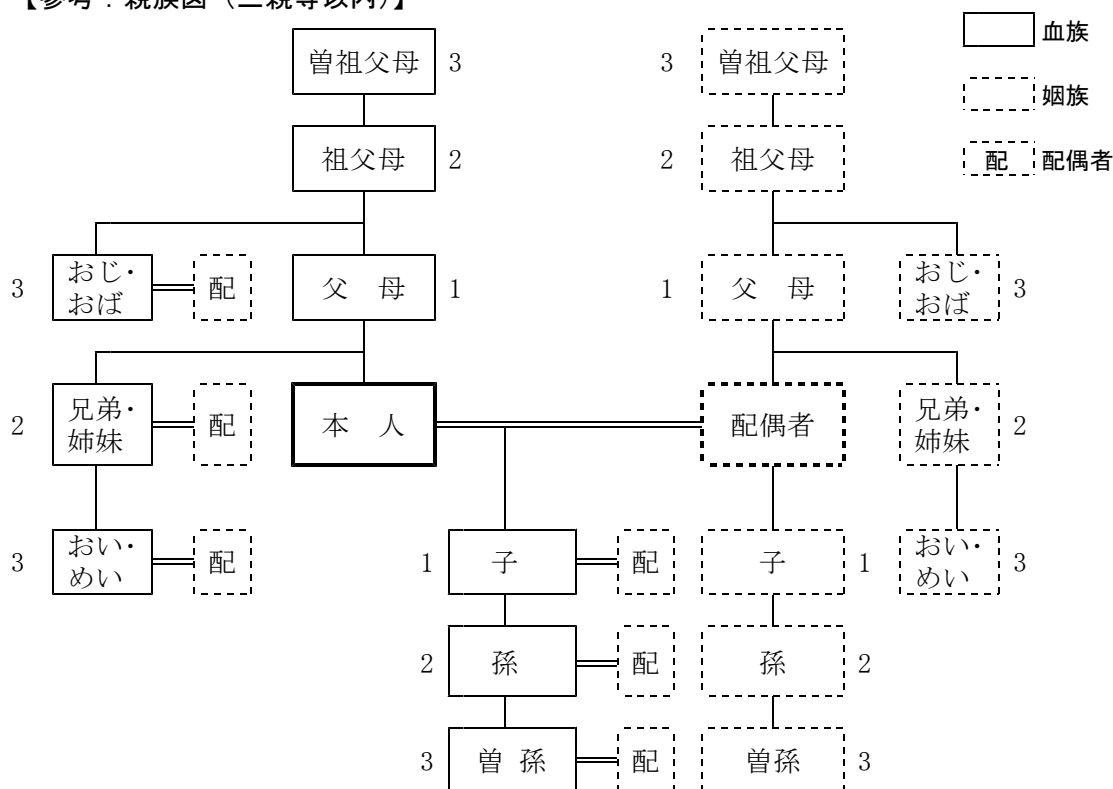 【参考：親族図（三親等以内）】
血族
曽祖父母 3
3 曽祖父母
姻族
祖父母 2
2 祖父母
配 配偶者
3 おじ・
おば
配
父 母 1
1 父 母
おじ・
おば 3
2 兄弟・
姉妹
配
本 人
配偶者
兄弟・
姉妹 2
3 おい・
めい
配
1 子
配
子 1
おい・
めい 3
2 孫
配
孫 2
3 曽 孫
配
曽孫 3